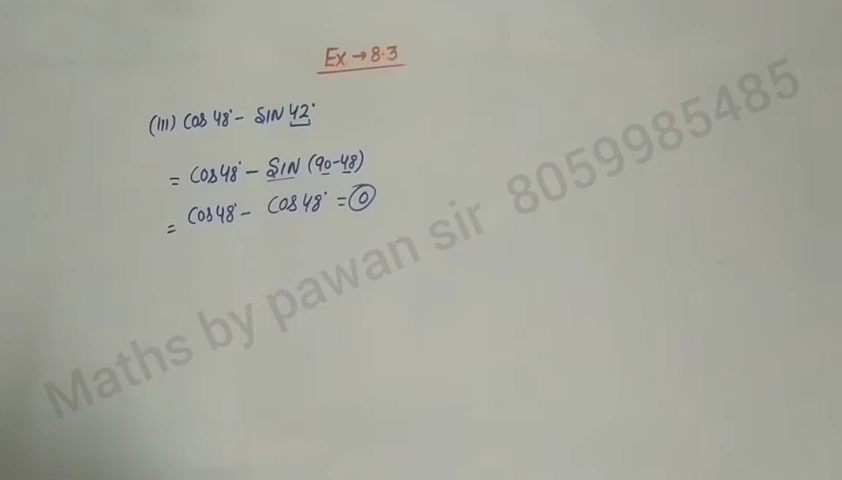 Ex → 8.3
(III) Cos 48° - SIN 42°
= Cos 48° - SIN (90-48)
= Cos 48° - Cos 48° = 0
Maths by pawan sir 8059985485